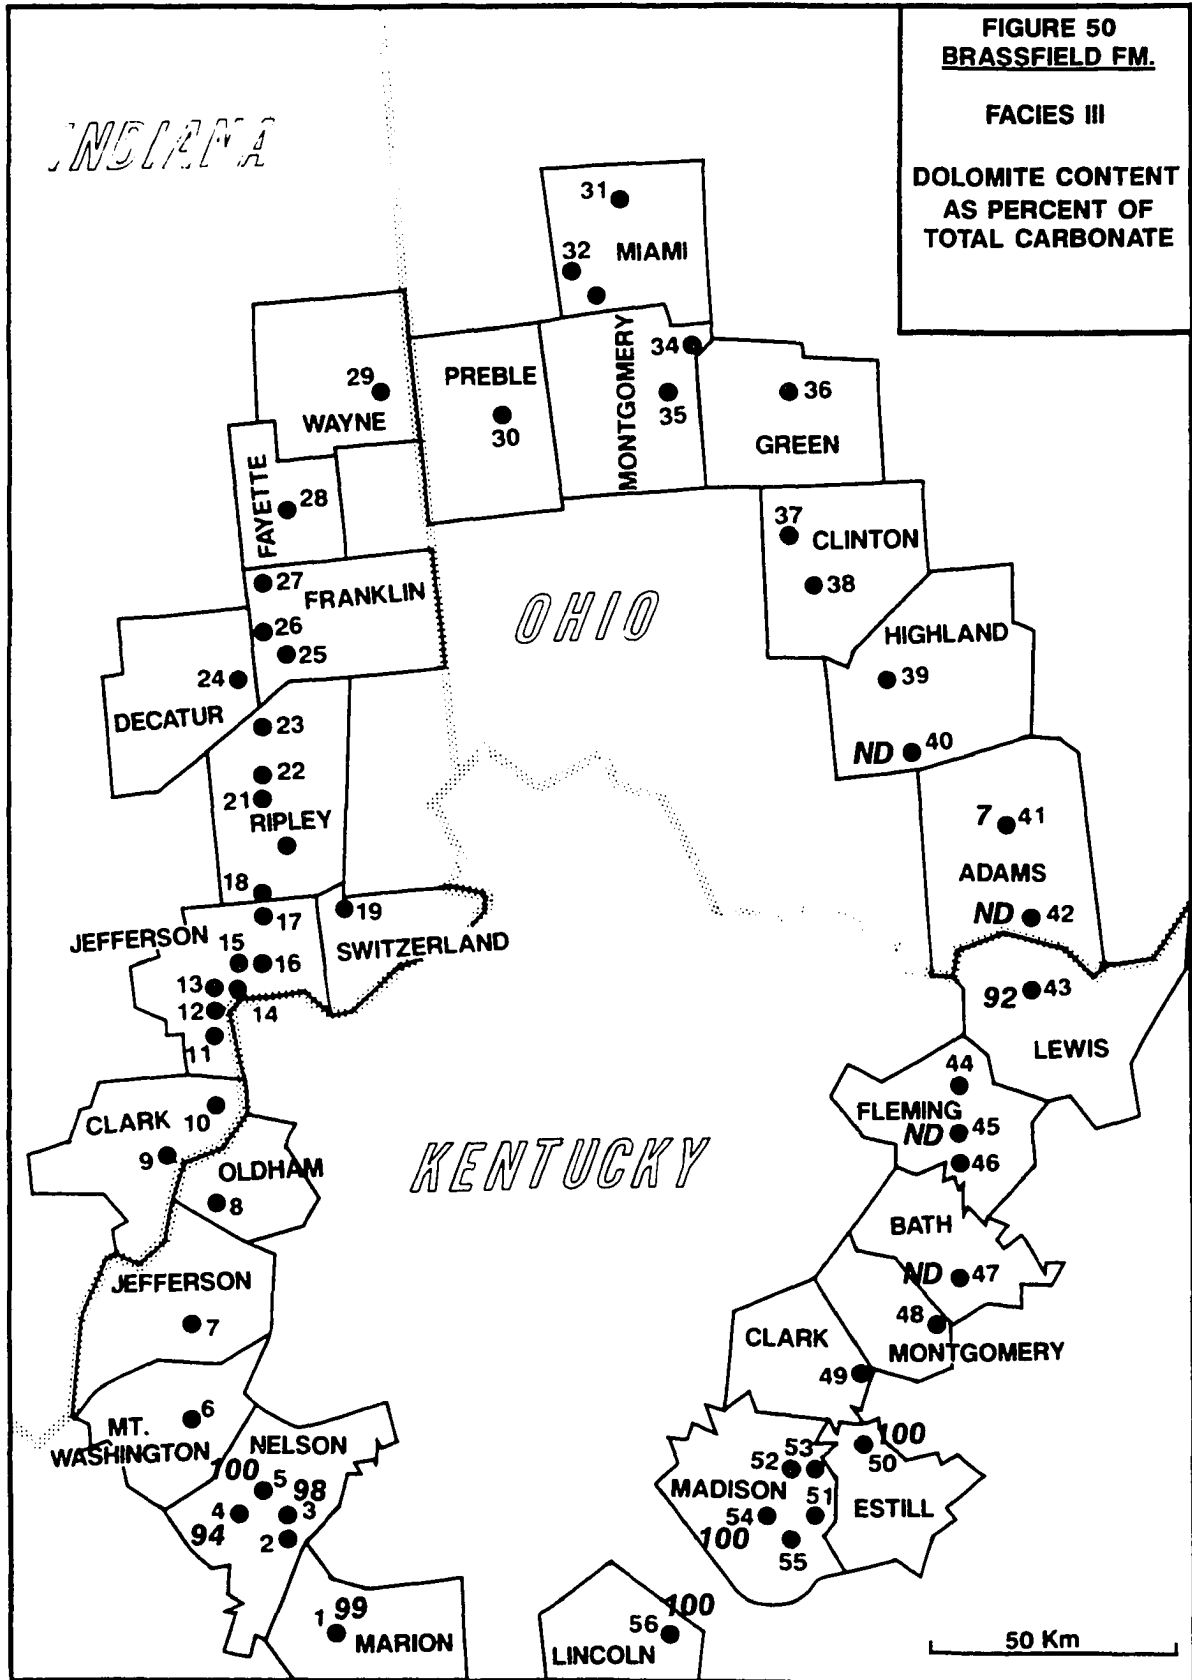 FIGURE 50
BRASSFIELD FM.
FACIES III
DOLOMITE CONTENT
AS PERCENT OF
TOTAL CARBONATE
INDIANA
31
32
MIAMI
MONTGOMERY
34
29
PREBLE
36
WAYNE
30
35
GREEN
FAYETTE
28
37
CLINTON
27
FRANKLIN
38
26
OHIO
HIGHLAND
25
24
39
DECATUR
23
ND 40
22
21
RIPLEY
7 41
ADAMS
18
19
17
ND 42
JEFFERSON
SWITZERLAND
15
16
13
92 43
12
14
11
LEWIS
44
10
CLARK
FLEMING
ND 45
9
OLDHAM
KENTUCKY
46
8
BATH
JEFFERSON
ND 47
7
48
CLARK
MONTGOMERY
49
6
MT.
WASHINGTON
NELSON
100
50
53
52
100
5
98
MADISON
4
3
51
ESTILL
54
94
2
100
55
1 99
MARION
56 100
LINCOLN
50 Km